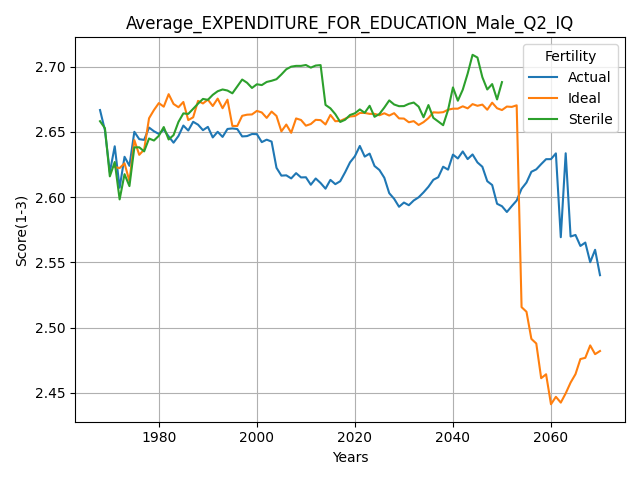 Average_EXPENDITURE_FOR_EDUCATION_Male_Q2_IQ
Fertility
Actual
Ideal
Sterile
Score(1-3)
2.70
2.65
2.60
2.55
2.50
2.45
1980 2000 2020 2040 2060
Years